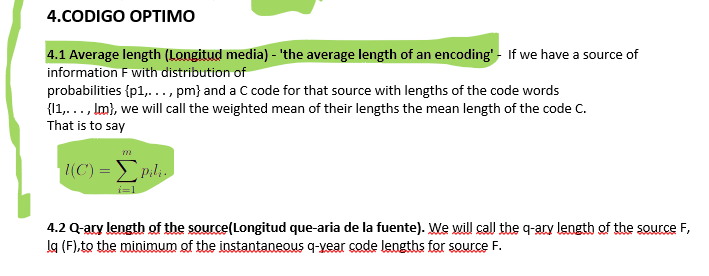 4.CODIGO OPTIMO
4.1 Average length (Longitud media) - 'the average length of an encoding' - If we have a source of
information F with distribution of
probabilities {p1,. . . , pm} and a C code for that source with lengths of the code words
{l1,. . . , lm}, we will call the weighted mean of their lengths the mean length of the code C.
That is to say
l(C) = ∑_{i=1}^{m} p_i l_i.
4.2 Q-ary length of the source(Longitud que-aria de la fuente). We will call the q-ary length of the source F,
lq (F),to the minimum of the instantaneous q-year code lengths for source F.